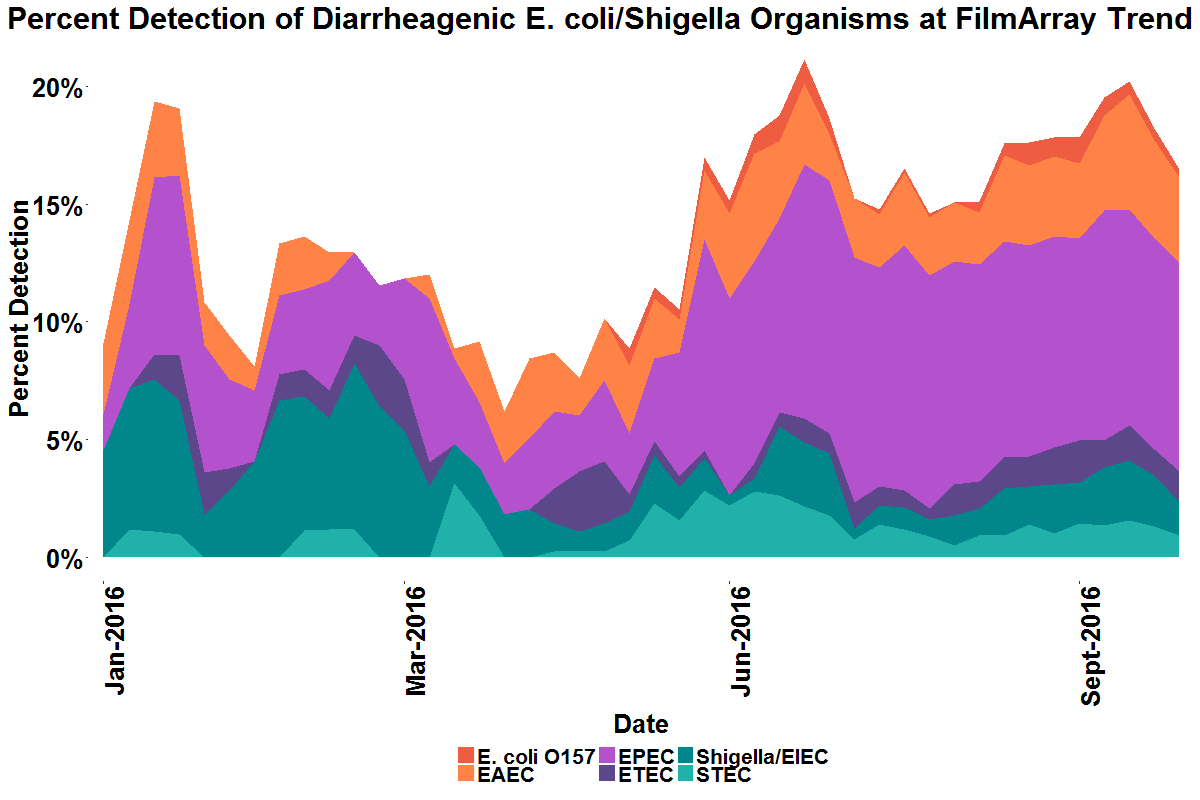 Percent Detection of Diarrheagenic E. coli/Shigella Organisms at FilmArray Trend
20%
15%
10%
5%
0%
Percent Detection
Jan-2016
Mar-2016
Jun-2016
Sept-2016
Date
E. coli O157 EPEC Shigella/EIEC
EAEC ETEC STEC